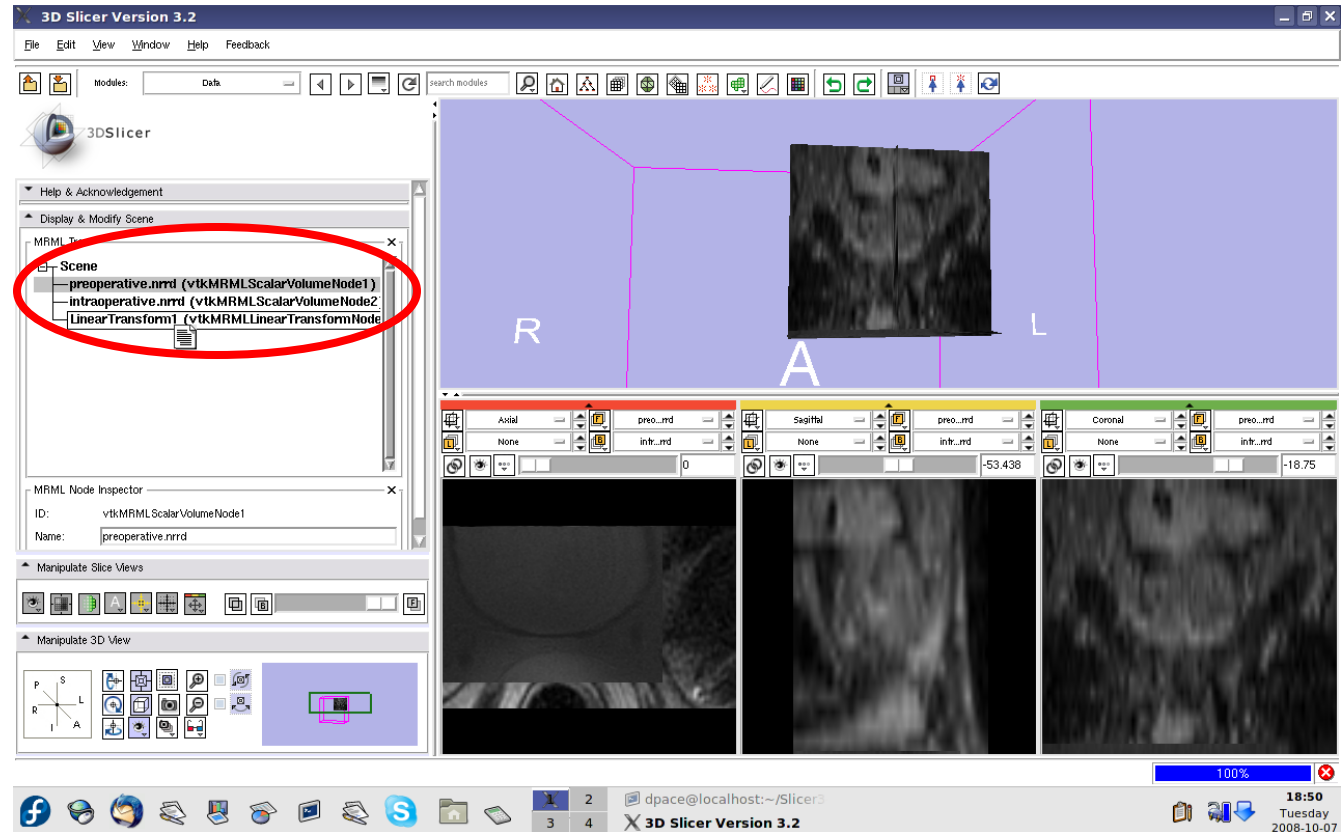 3D Slicer Version 3.2
File Edit View Window Help Feedback
Modules: Data search modules
3DSlicer
Help & Acknowledgement
Display & Modify Scene
MRML
Scene
preoperative.nrrd (vtkMRMLScalarVolumeNode1)
intraoperative.nrrd (vtkMRMLScalarVolumeNode2
LinearTransform1 (vtkMRMLLinearTransformNode
MRML Node Inspector
ID: vtkMRMLScalarVolumeNode1
Name: preoperative.nrrd
Manipulate Slice Views
Manipulate 3D View
P S
R L
I A
R L
A
Axial preo...rrd
None intr...rrd
0
Sagittal preo...rrd
None intr...rrd
-53.438
Coronal preo...rrd
None intr...rrd
-18.75
100%
1 2
3 4
dpace@localhost:~/Slicer3
3D Slicer Version 3.2
18:50
Tuesday
2008-10-07